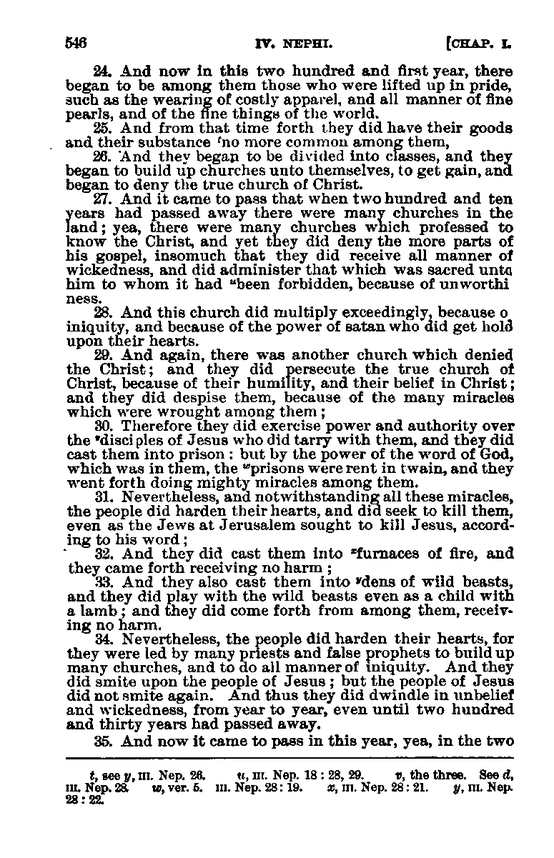 546 IV. NEPHI. [CHAP. I.
24. And now in this two hundred and first year, there
began to be among them those who were lifted up in pride,
such as the wearing of costly apparel, and all manner of fine
pearls, and of the fine things of the world.
25. And from that time forth they did have their goods
and their substance ᵗno more common among them,
26. And they began to be divided into classes, and they
began to build up churches unto themselves, to get gain, and
began to deny the true church of Christ.
27. And it came to pass that when two hundred and ten
years had passed away there were many churches in the
land; yea, there were many churches which professed to
know the Christ, and yet they did deny the more parts of
his gospel, insomuch that they did receive all manner of
wickedness, and did administer that which was sacred unto
him to whom it had ᵘbeen forbidden, because of unworthi
ness.
28. And this church did multiply exceedingly, because o
iniquity, and because of the power of satan who did get hold
upon their hearts.
29. And again, there was another church which denied
the Christ; and they did persecute the true church of
Christ, because of their humility, and their belief in Christ;
and they did despise them, because of the many miracles
which were wrought among them;
30. Therefore they did exercise power and authority over
the ᵛdisciples of Jesus who did tarry with them, and they did
cast them into prison: but by the power of the word of God,
which was in them, the ʷprisons were rent in twain, and they
went forth doing mighty miracles among them.
31. Nevertheless, and notwithstanding all these miracles,
the people did harden their hearts, and did seek to kill them,
even as the Jews at Jerusalem sought to kill Jesus, accord-
ing to his word;
32. And they did cast them into ˣfurnaces of fire, and
they came forth receiving no harm;
33. And they also cast them into ʸdens of wild beasts,
and they did play with the wild beasts even as a child with
a lamb; and they did come forth from among them, receiv-
ing no harm.
34. Nevertheless, the people did harden their hearts, for
they were led by many priests and false prophets to build up
many churches, and to do all manner of iniquity. And they
did smite upon the people of Jesus; but the people of Jesus
did not smite again. And thus they did dwindle in unbelief
and wickedness, from year to year, even until two hundred
and thirty years had passed away.
35. And now it came to pass in this year, yea, in the two
t, see y, III. Nep. 26. u, III. Nep. 18: 28, 29. v, the three. See d,
III. Nep. 28. w, ver. 5. III. Nep. 28: 19. x, III. Nep. 28: 21. y, III. Nep.
28: 22.